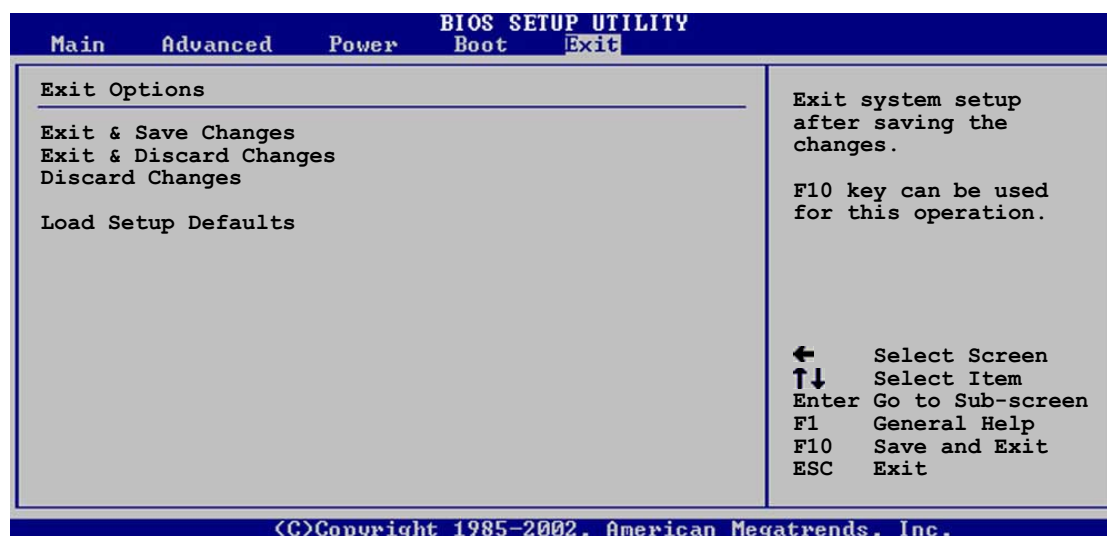 BIOS SETUP UTILITY
Main Advanced Power Boot Exit
Exit Options
Exit & Save Changes
Exit & Discard Changes
Discard Changes
Load Setup Defaults
Exit system setup
after saving the
changes.
F10 key can be used
for this operation.
← Select Screen
↑↓ Select Item
Enter Go to Sub-screen
F1 General Help
F10 Save and Exit
ESC Exit
(C)Copyright 1985-2002, American Megatrends, Inc.